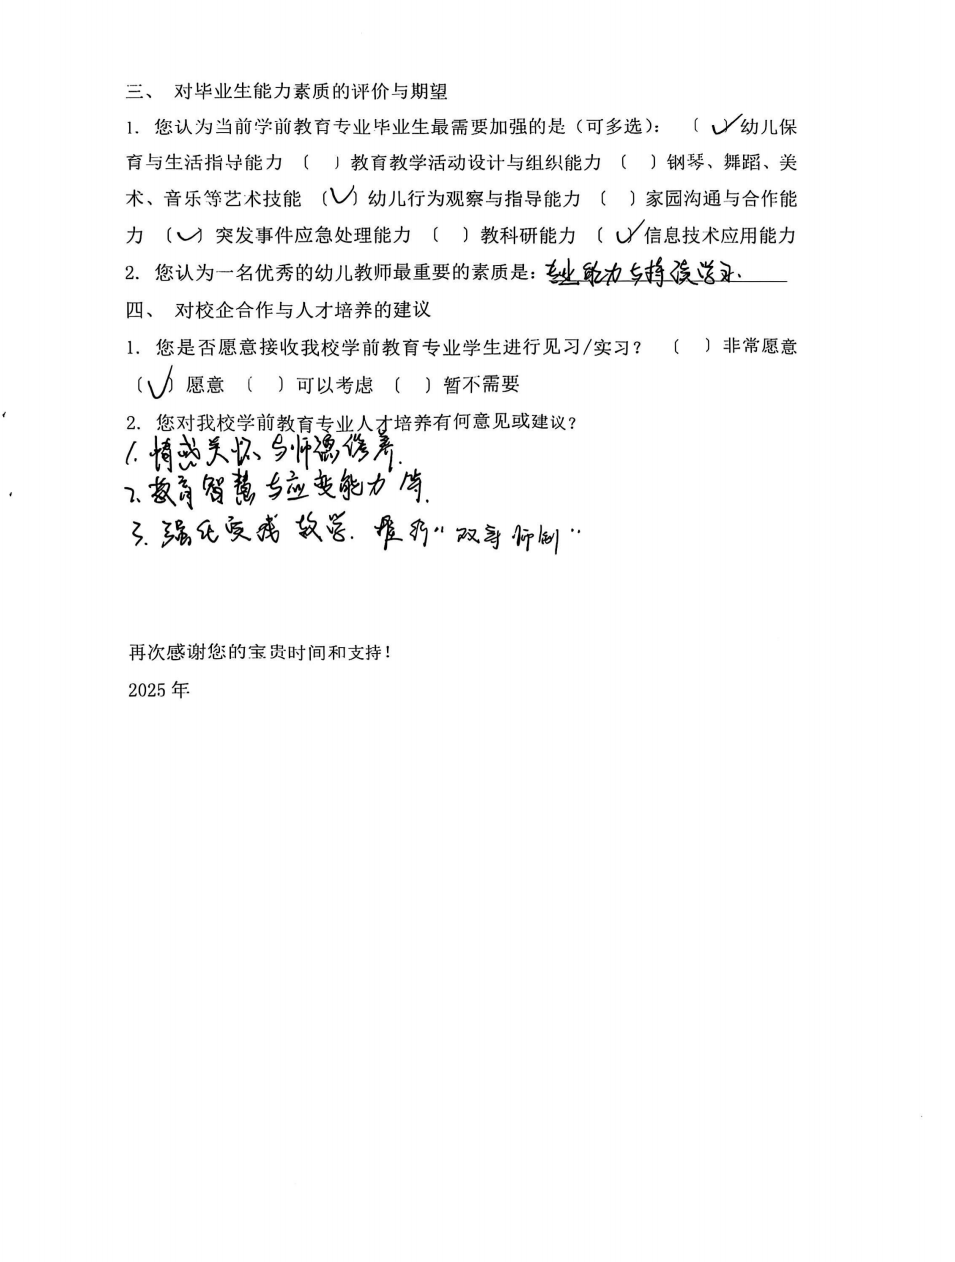 三、 对毕业生能力素质的评价与期望
1. 您认为当前学前教育专业毕业生最需要加强的是（可多选）： （ ✓）幼儿保
育与生活指导能力 （ ）教育教学活动设计与组织能力 （ ）钢琴、舞蹈、美
术、音乐等艺术技能 （✓）幼儿行为观察与指导能力 （ ）家园沟通与合作能
力 （✓）突发事件应急处理能力 （ ）教科研能力 （✓）信息技术应用能力
2. 您认为一名优秀的幼儿教师最重要的素质是：专业能力与持续学习.
四、 对校企合作与人才培养的建议
1. 您是否愿意接收我校学前教育专业学生进行见习/实习？ （ ）非常愿意
（✓）愿意 （ ）可以考虑 （ ）暂不需要
2. 您对我校学前教育专业人才培养有何意见或建议？
1. 情感关怀与师德修养.
2. 教育智慧与应变能力等.
3. 强化实践教学. 推行“双导师制”
再次感谢您的宝贵时间和支持！
2025 年